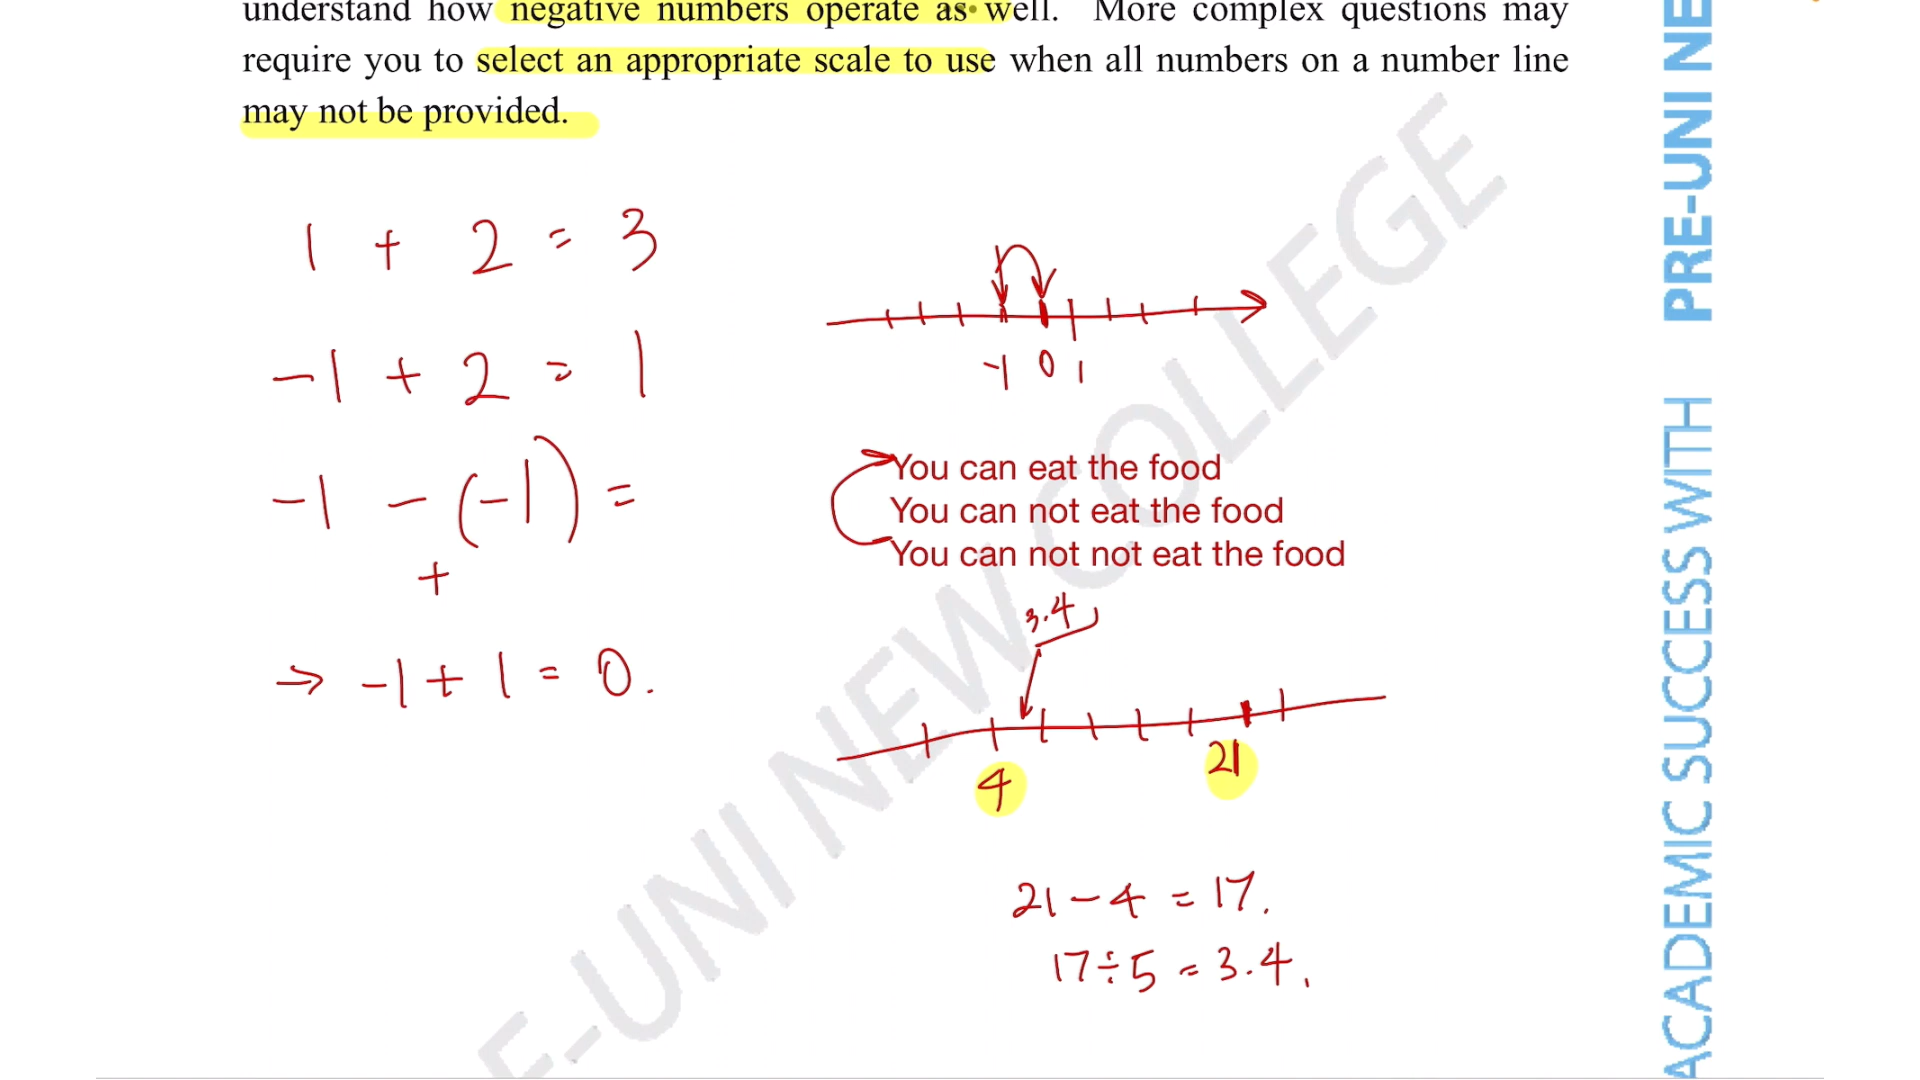 understand how negative numbers operate as well. More complex questions may
require you to select an appropriate scale to use when all numbers on a number line
may not be provided.
1 + 2 = 3
-1 + 2 = 1
-1 - (-1) =
+
→ -1 + 1 = 0.
-1 0 1
You can eat the food
You can not eat the food
You can not not eat the food
3.4
4 21
21 - 4 = 17.
17 ÷ 5 = 3.4.
E-UNI NEW COLLEGE
ACADEMIC SUCCESS WITH PRE-UNI NE